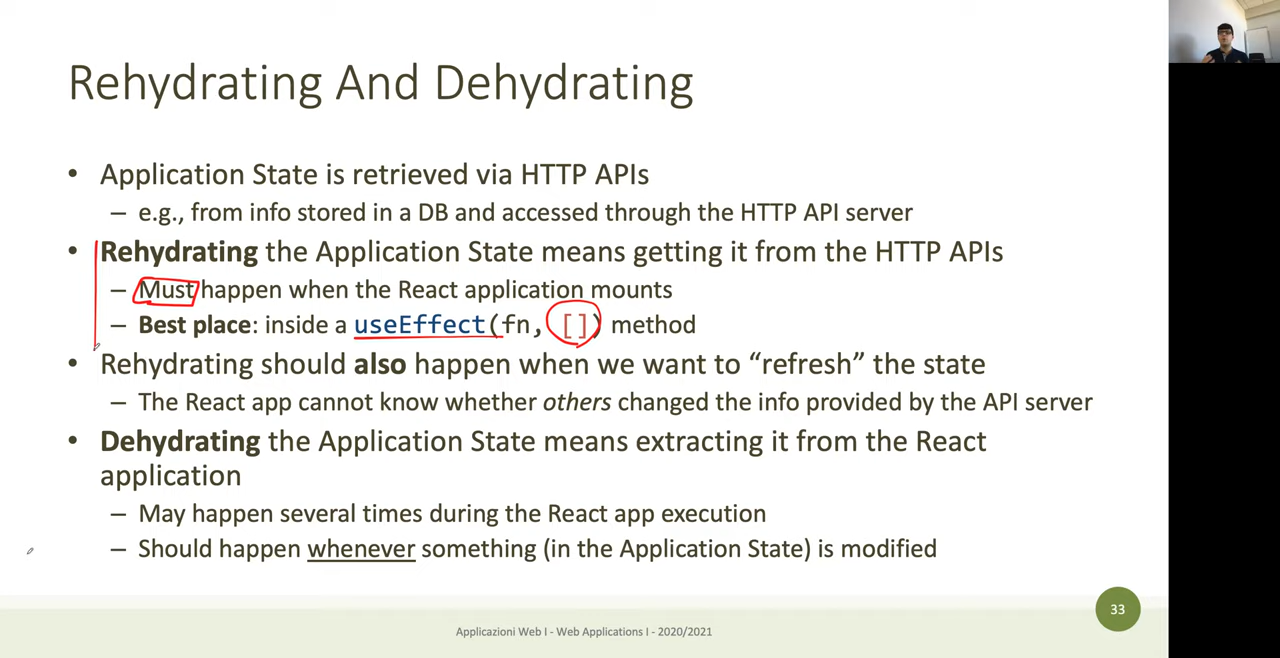 Rehydrating And Dehydrating
• Application State is retrieved via HTTP APIs
– e.g., from info stored in a DB and accessed through the HTTP API server
• Rehydrating the Application State means getting it from the HTTP APIs
– Must happen when the React application mounts
– Best place: inside a useEffect(fn, []) method
• Rehydrating should also happen when we want to “refresh” the state
– The React app cannot know whether others changed the info provided by the API server
• Dehydrating the Application State means extracting it from the React
application
– May happen several times during the React app execution
– Should happen whenever something (in the Application State) is modified
33
Applicazioni Web I - Web Applications I - 2020/2021